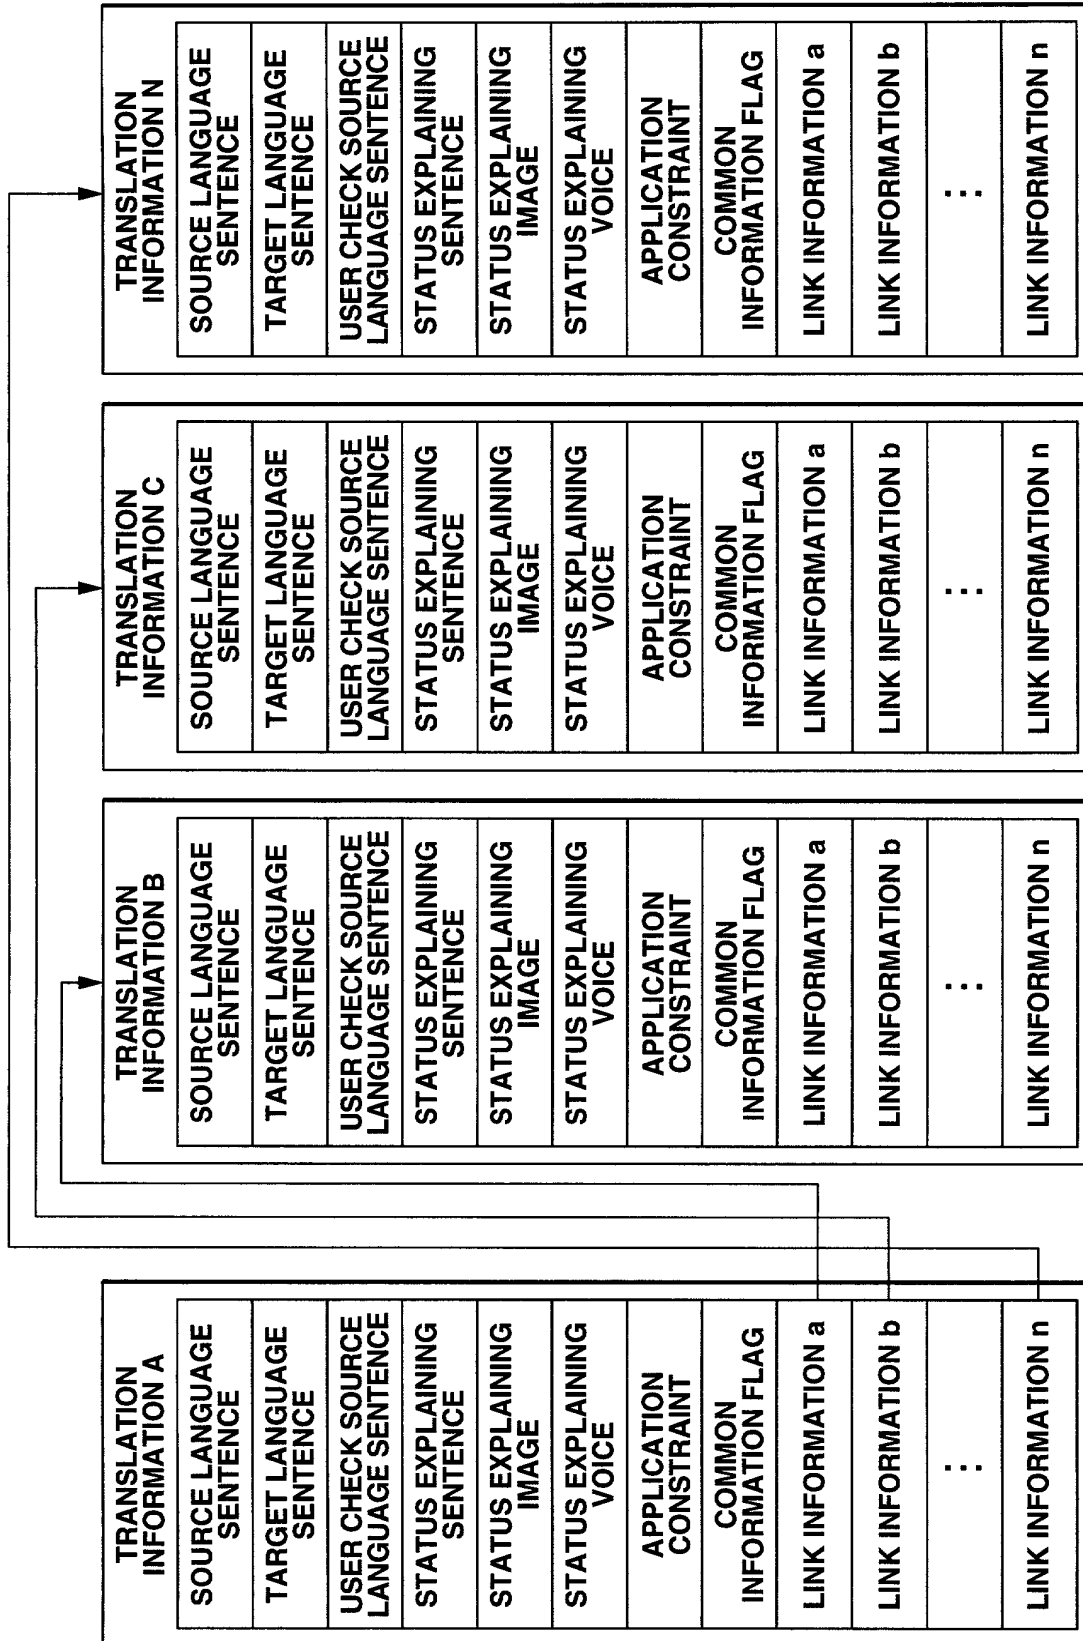 TRANSLATION
INFORMATION A
SOURCE LANGUAGE
SENTENCE
TARGET LANGUAGE
SENTENCE
USER CHECK SOURCE
LANGUAGE SENTENCE
STATUS EXPLAINING
SENTENCE
STATUS EXPLAINING
IMAGE
STATUS EXPLAINING
VOICE
APPLICATION
CONSTRAINT
COMMON
INFORMATION FLAG
LINK INFORMATION a
LINK INFORMATION b
...
LINK INFORMATION n
TRANSLATION
INFORMATION B
SOURCE LANGUAGE
SENTENCE
TARGET LANGUAGE
SENTENCE
USER CHECK SOURCE
LANGUAGE SENTENCE
STATUS EXPLAINING
SENTENCE
STATUS EXPLAINING
IMAGE
STATUS EXPLAINING
VOICE
APPLICATION
CONSTRAINT
COMMON
INFORMATION FLAG
LINK INFORMATION a
LINK INFORMATION b
...
LINK INFORMATION n
TRANSLATION
INFORMATION C
SOURCE LANGUAGE
SENTENCE
TARGET LANGUAGE
SENTENCE
USER CHECK SOURCE
LANGUAGE SENTENCE
STATUS EXPLAINING
SENTENCE
STATUS EXPLAINING
IMAGE
STATUS EXPLAINING
VOICE
APPLICATION
CONSTRAINT
COMMON
INFORMATION FLAG
LINK INFORMATION a
LINK INFORMATION b
...
LINK INFORMATION n
TRANSLATION
INFORMATION N
SOURCE LANGUAGE
SENTENCE
TARGET LANGUAGE
SENTENCE
USER CHECK SOURCE
LANGUAGE SENTENCE
STATUS EXPLAINING
SENTENCE
STATUS EXPLAINING
IMAGE
STATUS EXPLAINING
VOICE
APPLICATION
CONSTRAINT
COMMON
INFORMATION FLAG
LINK INFORMATION a
LINK INFORMATION b
...
LINK INFORMATION n